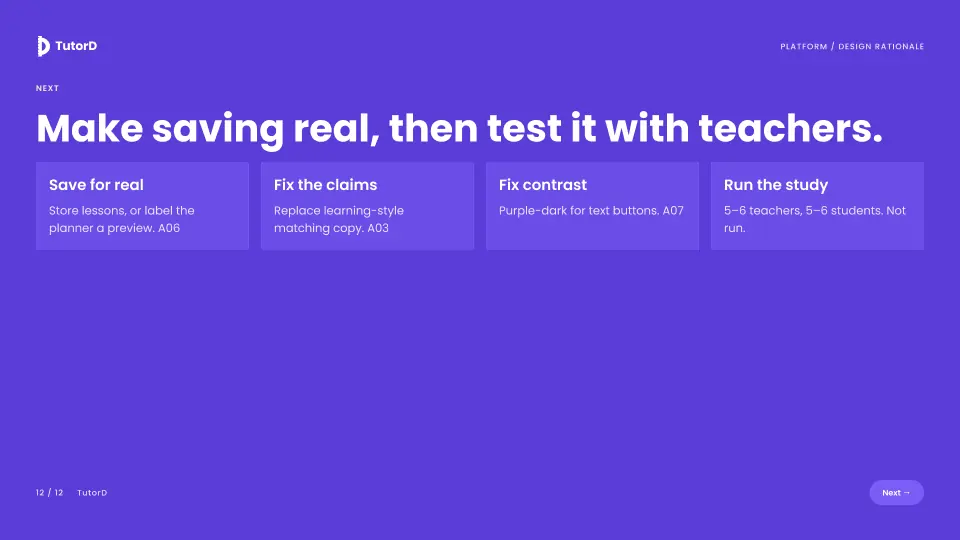 TutorD
PLATFORM / DESIGN RATIONALE
NEXT
Make saving real, then test it with teachers.
Save for real
Store lessons, or label the
planner a preview. A06
Fix the claims
Replace learning-style
matching copy. A03
Fix contrast
Purple-dark for text buttons. A07
Run the study
5–6 teachers, 5–6 students. Not
run.
12 / 12 TutorD
Next →